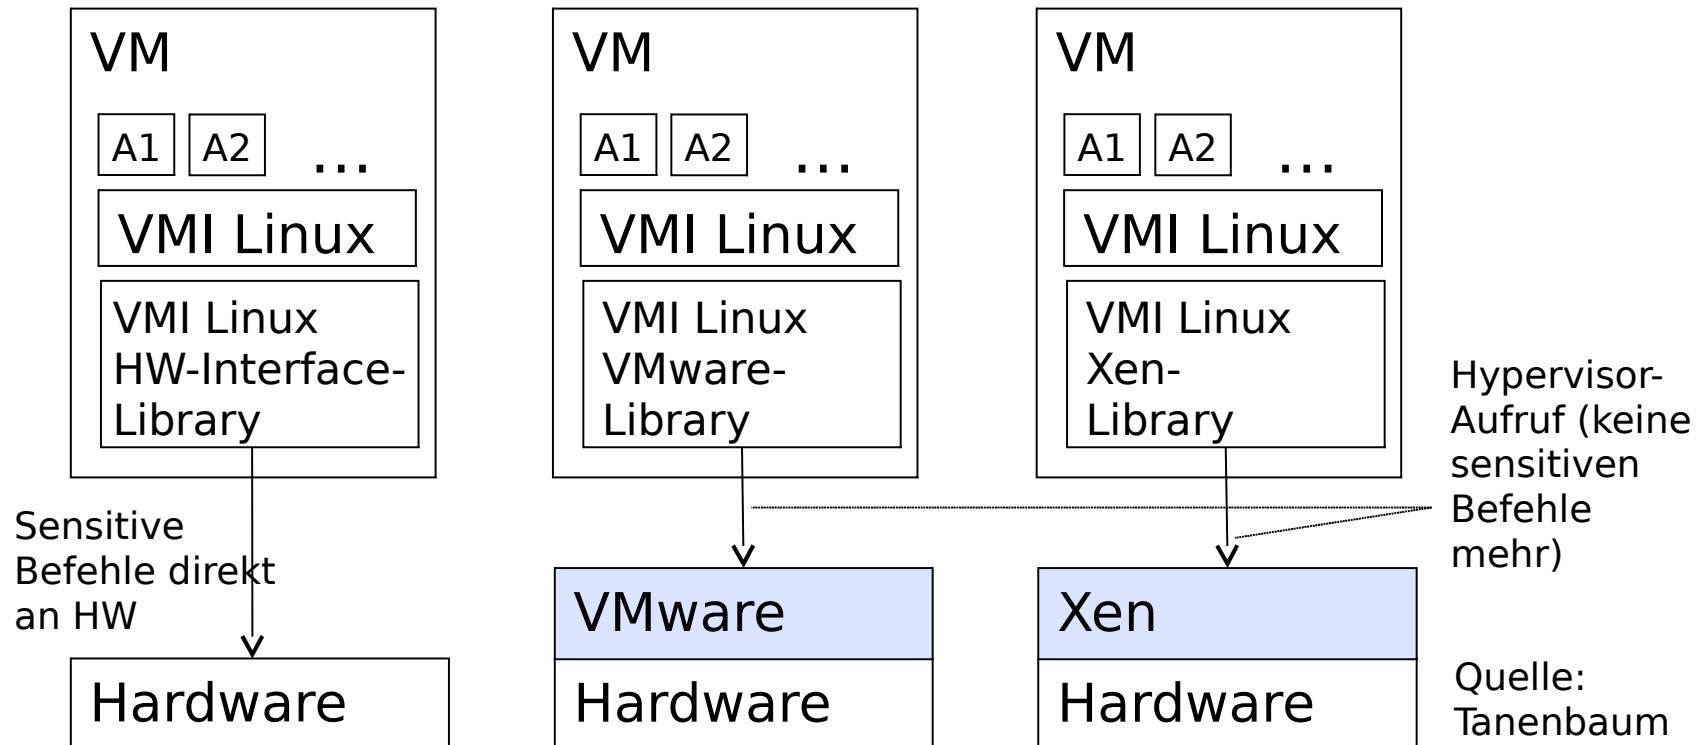 VM
A1
A2
...
VMI Linux
VMI Linux
HW-Interface-
Library
Sensitive
Befehle direkt
an HW
Hardware
VM
A1
A2
...
VMI Linux
VMI Linux
VMware-
Library
VMware
Hardware
VM
A1
A2
...
VMI Linux
VMI Linux
Xen-
Library
Xen
Hardware
Hypervisor-
Aufruf (keine
sensitiven
Befehle
mehr)
Quelle:
Tanenbaum